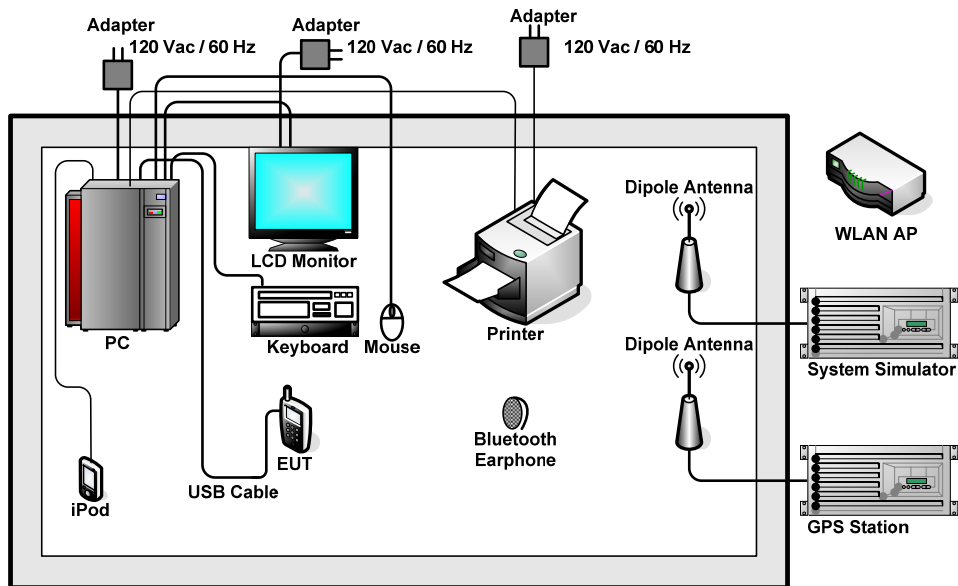 Adapter
120 Vac / 60 Hz
Adapter
120 Vac / 60 Hz
Adapter
120 Vac / 60 Hz
Dipole Antenna
WLAN AP
LCD Monitor
PC
Keyboard
Mouse
Printer
Dipole Antenna
System Simulator
Bluetooth
Earphone
EUT
USB Cable
iPod
GPS Station